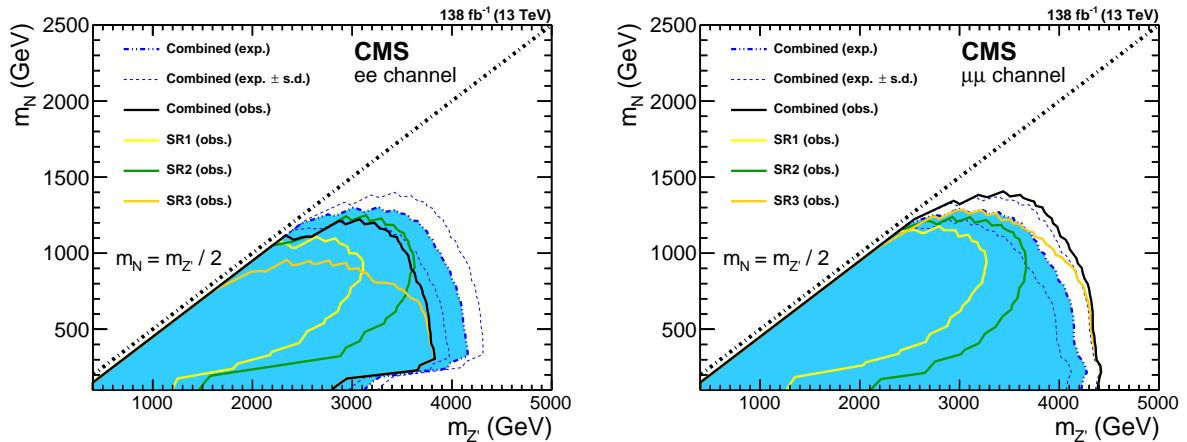 138 fb⁻¹ (13 TeV)
m_N (GeV)
2500
2000
1500
1000
500
Combined (exp.)
Combined (exp. ± s.d.)
Combined (obs.)
SR1 (obs.)
SR2 (obs.)
SR3 (obs.)
CMS
ee channel
m_N = m_Z' / 2
1000
2000
3000
4000
5000
m_Z' (GeV)
138 fb⁻¹ (13 TeV)
m_N (GeV)
2500
2000
1500
1000
500
Combined (exp.)
Combined (exp. ± s.d.)
Combined (obs.)
SR1 (obs.)
SR2 (obs.)
SR3 (obs.)
CMS
μμ channel
m_N = m_Z' / 2
1000
2000
3000
4000
5000
m_Z' (GeV)